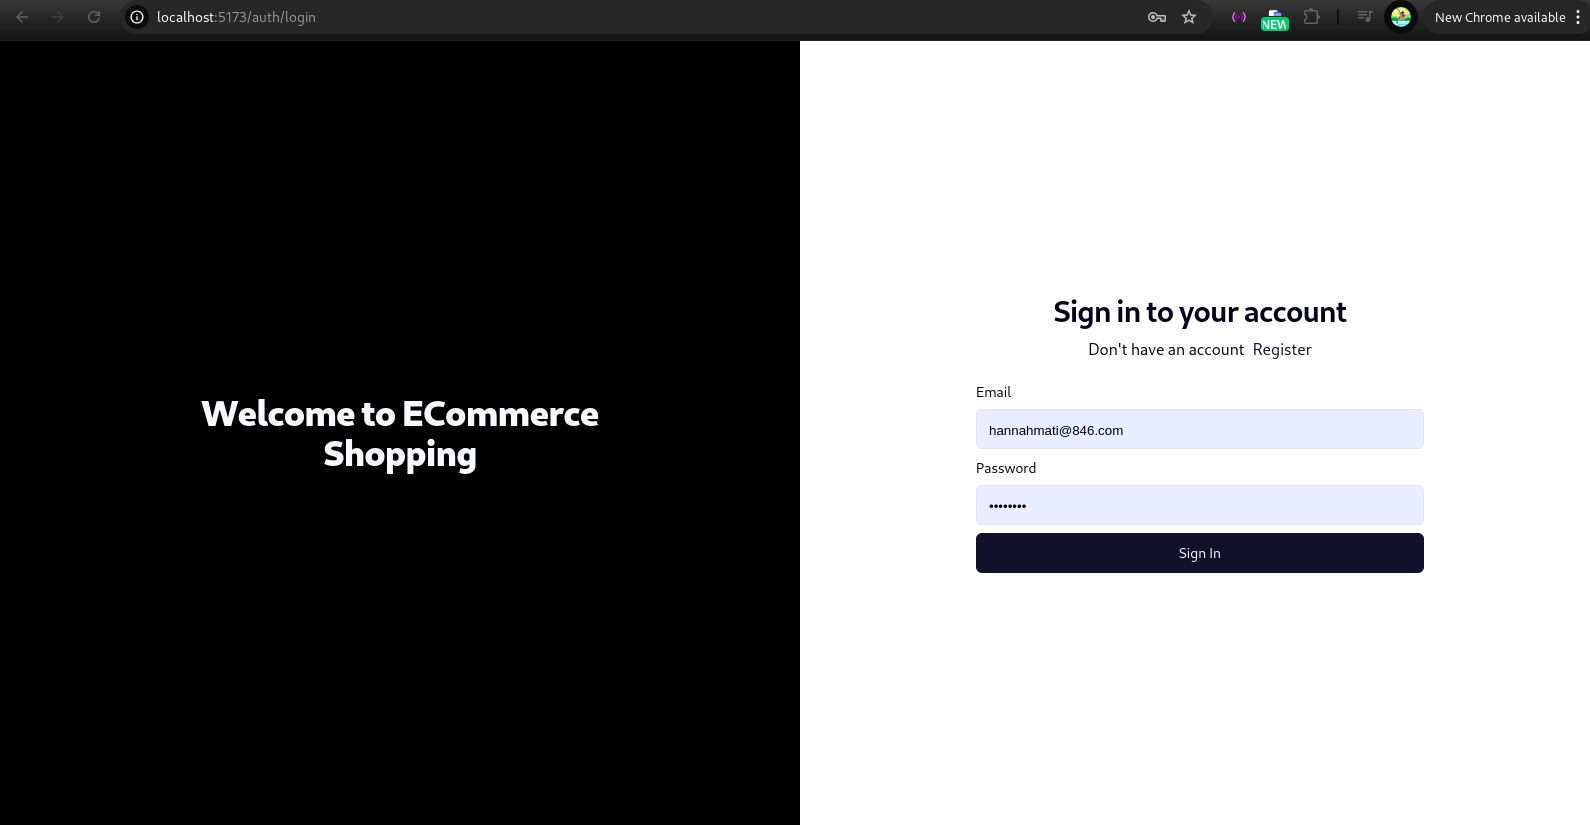 localhost:5173/auth/login
NEW
New Chrome available
Welcome to ECommerce
Shopping
Sign in to your account
Don't have an account Register
Email
hannahmati@846.com
Password
••••••••
Sign In